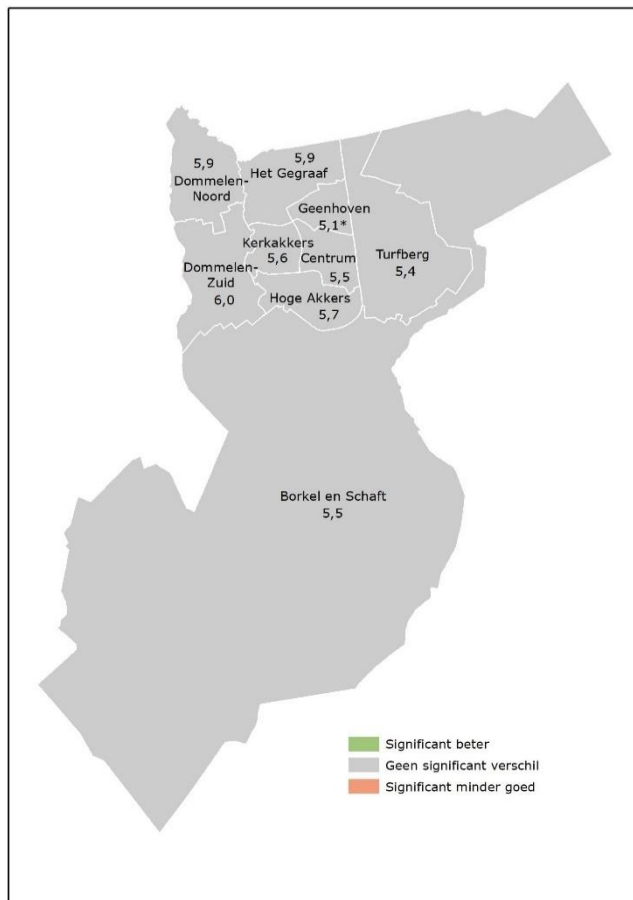 5,9
Dommelen-
Noord
5,9
Het Gegraaf
Geenhoven
5,1*
Kerkakkers
5,6
Centrum
5,5
Turfberg
5,4
Dommelen-
Zuid
6,0
Hoge Akkers
5,7
Borkel en Schaft
5,5
Significant beter
Geen significant verschil
Significant minder goed